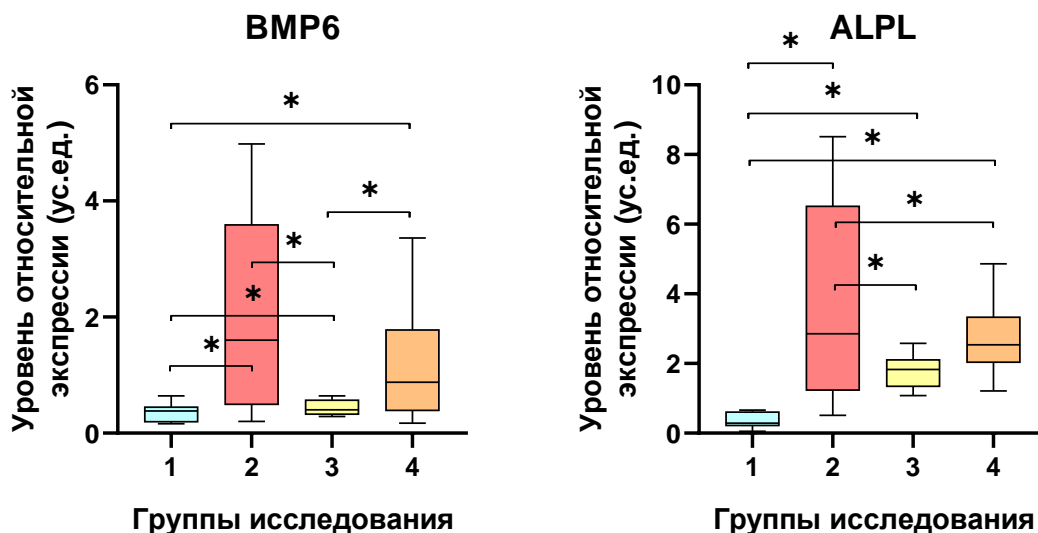 BMP6
Уровень относительной
экспрессии (ус.ед.)
6
4
2
0
*
*
*
*
*
1 2 3 4
Группы исследования
ALPL
Уровень относительной
экспрессии (ус.ед.)
10
8
6
4
2
0
*
*
*
*
*
1 2 3 4
Группы исследования